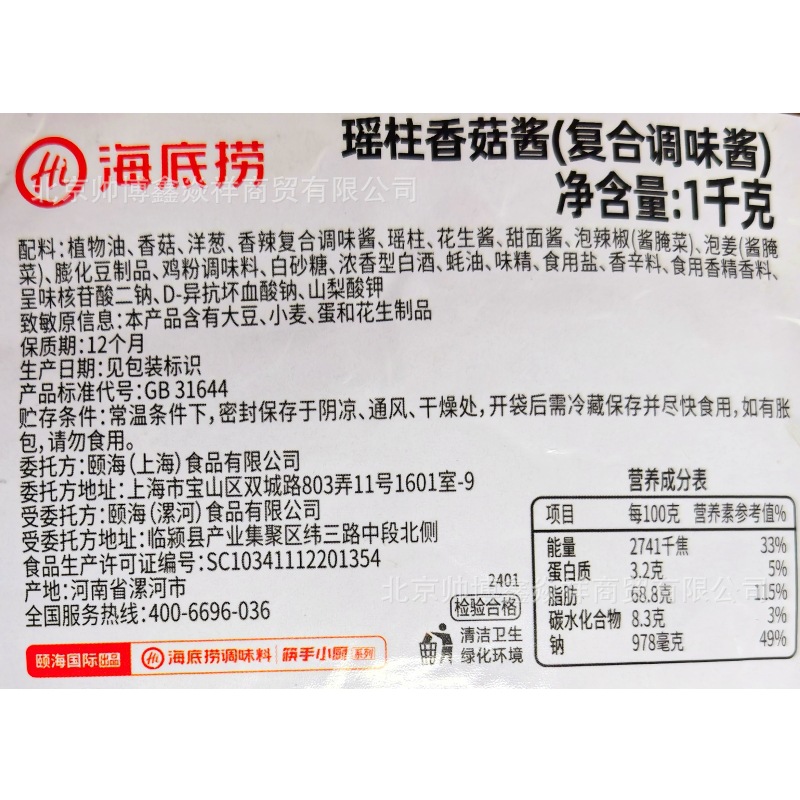 Hi 海底捞
瑶柱香菇酱(复合调味酱)
净含量:1千克
北京帅博鑫焱祥商贸有限公司
配料:植物油、香菇、洋葱、香辣复合调味酱、瑶柱、花生酱、甜面酱、泡辣椒(酱腌菜)、泡姜(酱腌
菜)、膨化豆制品、鸡粉调味料、白砂糖、浓香型白酒、蚝油、味精、食用盐、香辛料、食用香精香料、
呈味核苷酸二钠、D-异抗坏血酸钠、山梨酸钾
致敏原信息:本产品含有大豆、小麦、蛋和花生制品
保质期:12个月
生产日期:见包装标识
产品标准代号:GB 31644
贮存条件:常温条件下,密封保存于阴凉、通风、干燥处,开袋后需冷藏保存并尽快食用,如有胀
包,请勿食用。
委托方:颐海(上海)食品有限公司
委托方地址:上海市宝山区双城路803弄11号1601室-9
受委托方:颐海(漯河)食品有限公司
受委托方地址:临颍县产业集聚区纬三路中段北侧
食品生产许可证编号:SC10341112201354
产地:河南省漯河市
全国服务热线:400-6696-036
营养成分表
项目 每100克 营养素参考值%
能量 2741千焦 33%
蛋白质 3.2克 5%
脂肪 68.8克 115%
碳水化合物 8.3克 3%
钠 978毫克 49%
北京帅博鑫焱祥商贸有限公司
2401
检验合格
清洁卫生
绿化环境
颐海国际出品 Hi 海底捞调味料 筷手小厨系列